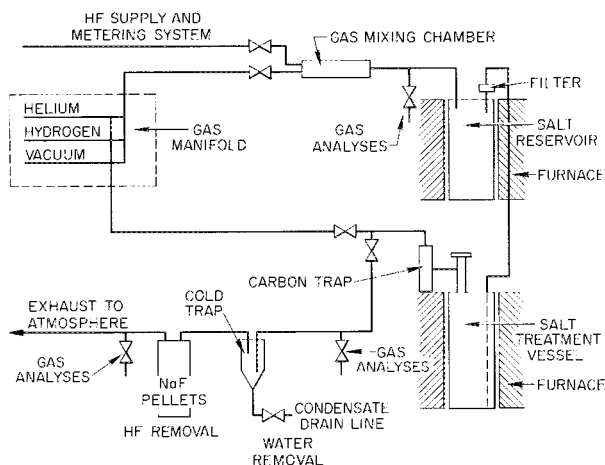 HF SUPPLY AND
METERING SYSTEM
GAS MIXING CHAMBER
FILTER
HELIUM
HYDROGEN
VACUUM
GAS
MANIFOLD
GAS
ANALYSES
SALT
RESERVOIR
FURNACE
CARBON TRAP
COLD
TRAP
EXHAUST TO
ATMOSPHERE
GAS
ANALYSES
NaF
PELLETS
HF REMOVAL
GAS
ANALYSES
CONDENSATE
DRAIN LINE
WATER
REMOVAL
SALT
TREATMENT
VESSEL
FURNACE